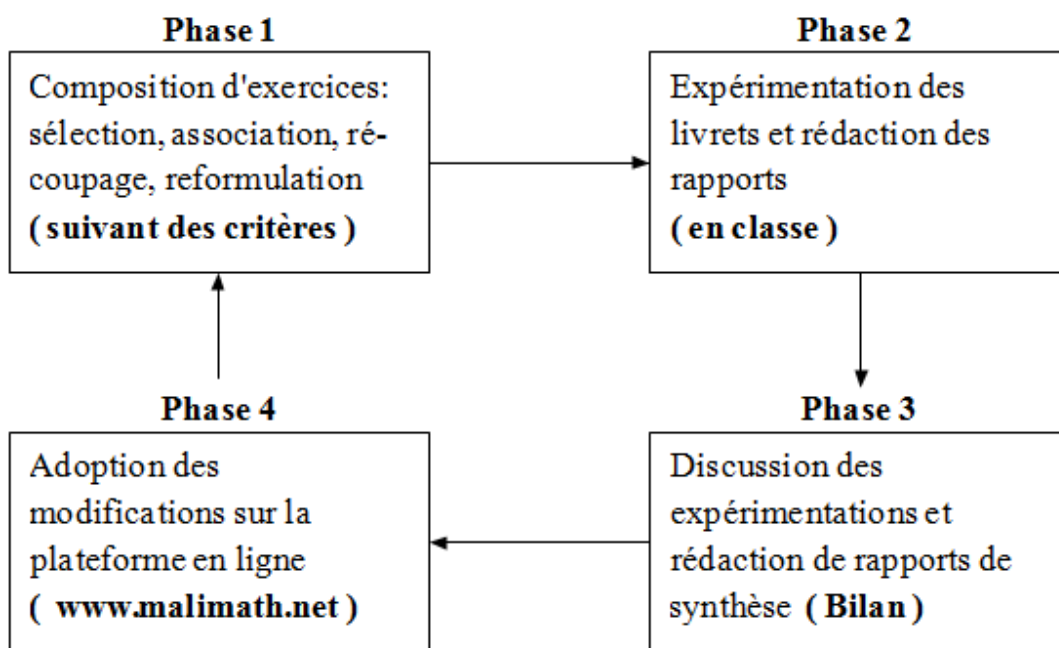 Phase 1
Composition d'exercices:
sélection, association, ré-
coupage, reformulation
( suivant des critères )
Phase 2
Expérimentation des
livrets et rédaction des
rapports
( en classe )
Phase 3
Discussion des
expérimentations et
rédaction de rapports de
synthèse ( Bilan )
Phase 4
Adoption des
modifications sur la
plateforme en ligne
( www.malimath.net )